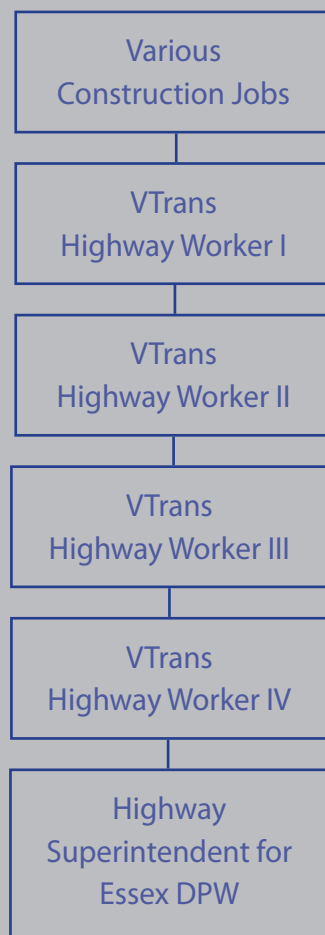 Various
Construction Jobs
VTrans
Highway Worker I
VTrans
Highway Worker II
VTrans
Highway Worker III
VTrans
Highway Worker IV
Highway
Superintendent for
Essex DPW